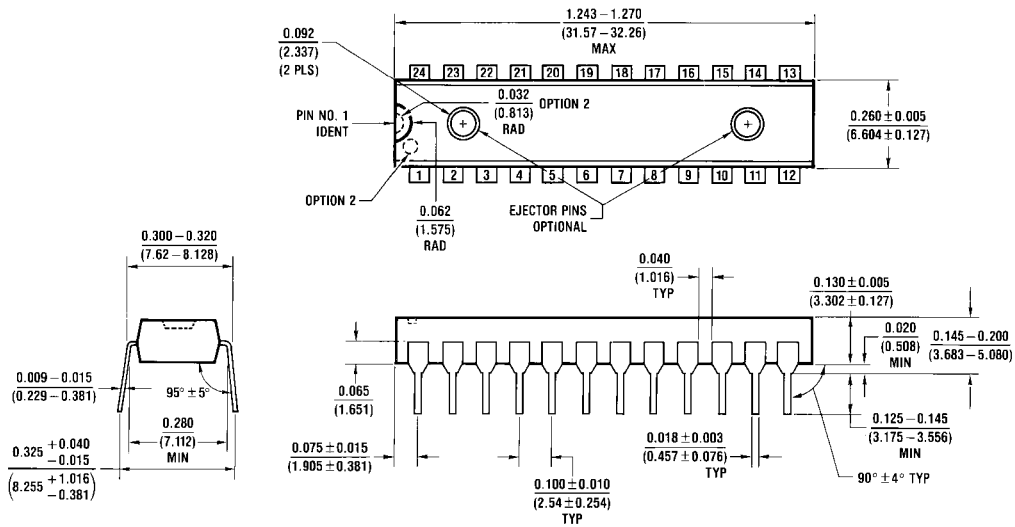 1.243 – 1.270
(31.57 – 32.26)
MAX
0.092
(2.337)
(2 PLS)
24 23 22 21 20 19 18 17 16 15 14 13
0.032
(0.813)
RAD
OPTION 2
PIN NO. 1
IDENT
0.260 ± 0.005
(6.604 ± 0.127)
1 2 3 4 5 6 7 8 9 10 11 12
OPTION 2
0.062
(1.575)
RAD
EJECTOR PINS
OPTIONAL
0.300 – 0.320
(7.62 – 8.128)
0.009 – 0.015
(0.229 – 0.381)
95° ± 5°
0.280
(7.112)
MIN
0.325 +0.040 –0.015
(8.255 +1.016 –0.381)
0.040
(1.016)
TYP
0.130 ± 0.005
(3.302 ± 0.127)
0.020
(0.508)
MIN
0.145 – 0.200
(3.683 – 5.080)
0.065
(1.651)
0.075 ± 0.015
(1.905 ± 0.381)
0.100 ± 0.010
(2.54 ± 0.254)
TYP
0.018 ± 0.003
(0.457 ± 0.076)
TYP
0.125 – 0.145
(3.175 – 3.556)
MIN
90° ± 4° TYP